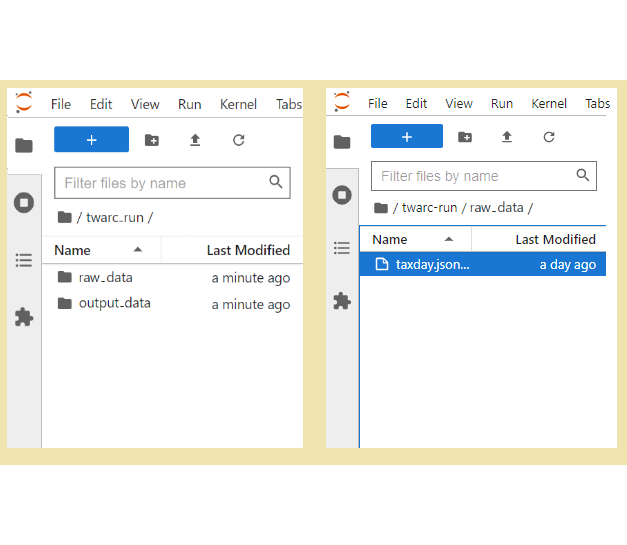 File Edit View Run Kernel Tabs
+
Filter files by name
/ twarc_run /
Name Last Modified
raw_data a minute ago
output_data a minute ago
File Edit View Run Kernel Tabs
+
Filter files by name
/ twarc-run / raw_data /
Name Last Modified
taxday.json... a day ago